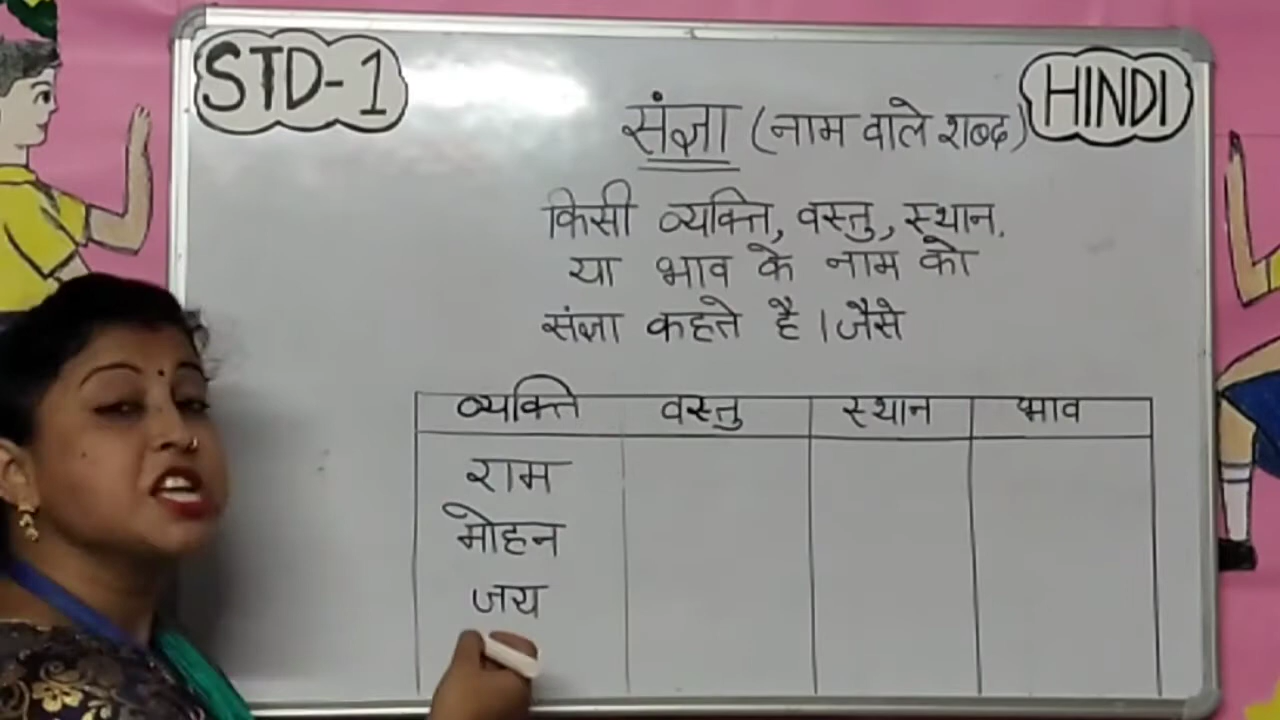 STD-1
HINDI
संज्ञा (नाम वाले शब्द)
किसी व्यक्ति, वस्तु, स्थान.
या भाव के नाम को
संज्ञा कहते है। जैसे
व्यक्ति वस्तु स्थान भाव
राम
मोहन
जय